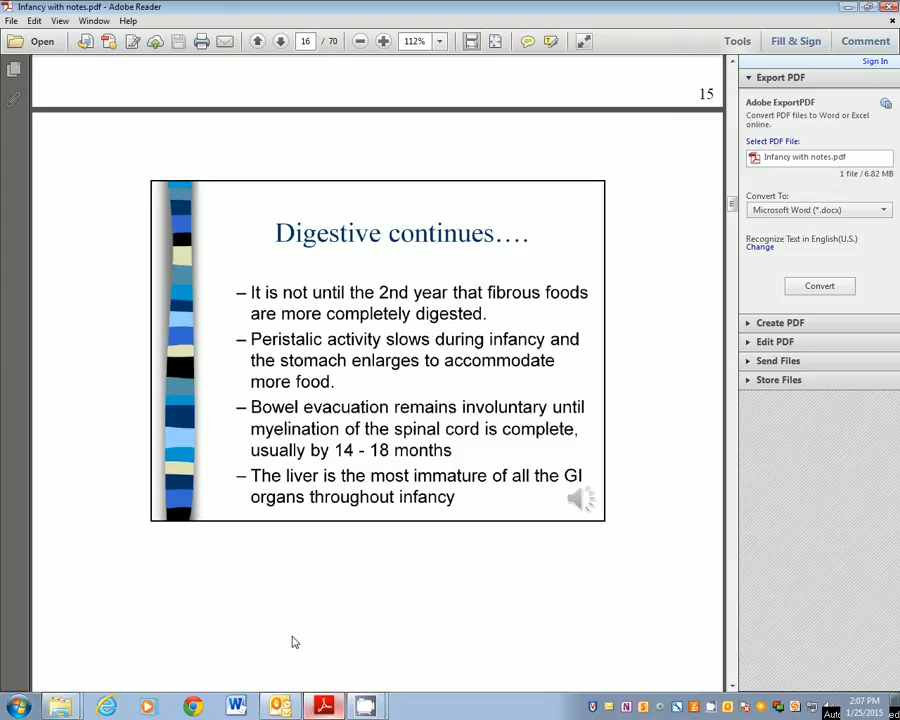 Infancy with notes.pdf - Adobe Reader
File Edit View Window Help
Open 16 / 70 112% Tools Fill & Sign Comment
Sign In
15
Digestive continues….
– It is not until the 2nd year that fibrous foods
are more completely digested.
– Peristalic activity slows during infancy and
the stomach enlarges to accommodate
more food.
– Bowel evacuation remains involuntary until
myelination of the spinal cord is complete,
usually by 14 - 18 months
– The liver is the most immature of all the GI
organs throughout infancy
Export PDF
Adobe ExportPDF
Convert PDF files to Word or Excel
online.
Select PDF File:
Infancy with notes.pdf
1 file / 6.82 MB
Convert To:
Microsoft Word (*.docx)
Recognize Text in English(U.S.)
Change
Convert
Create PDF
Edit PDF
Send Files
Store Files
2:07 PM
1/25/2015